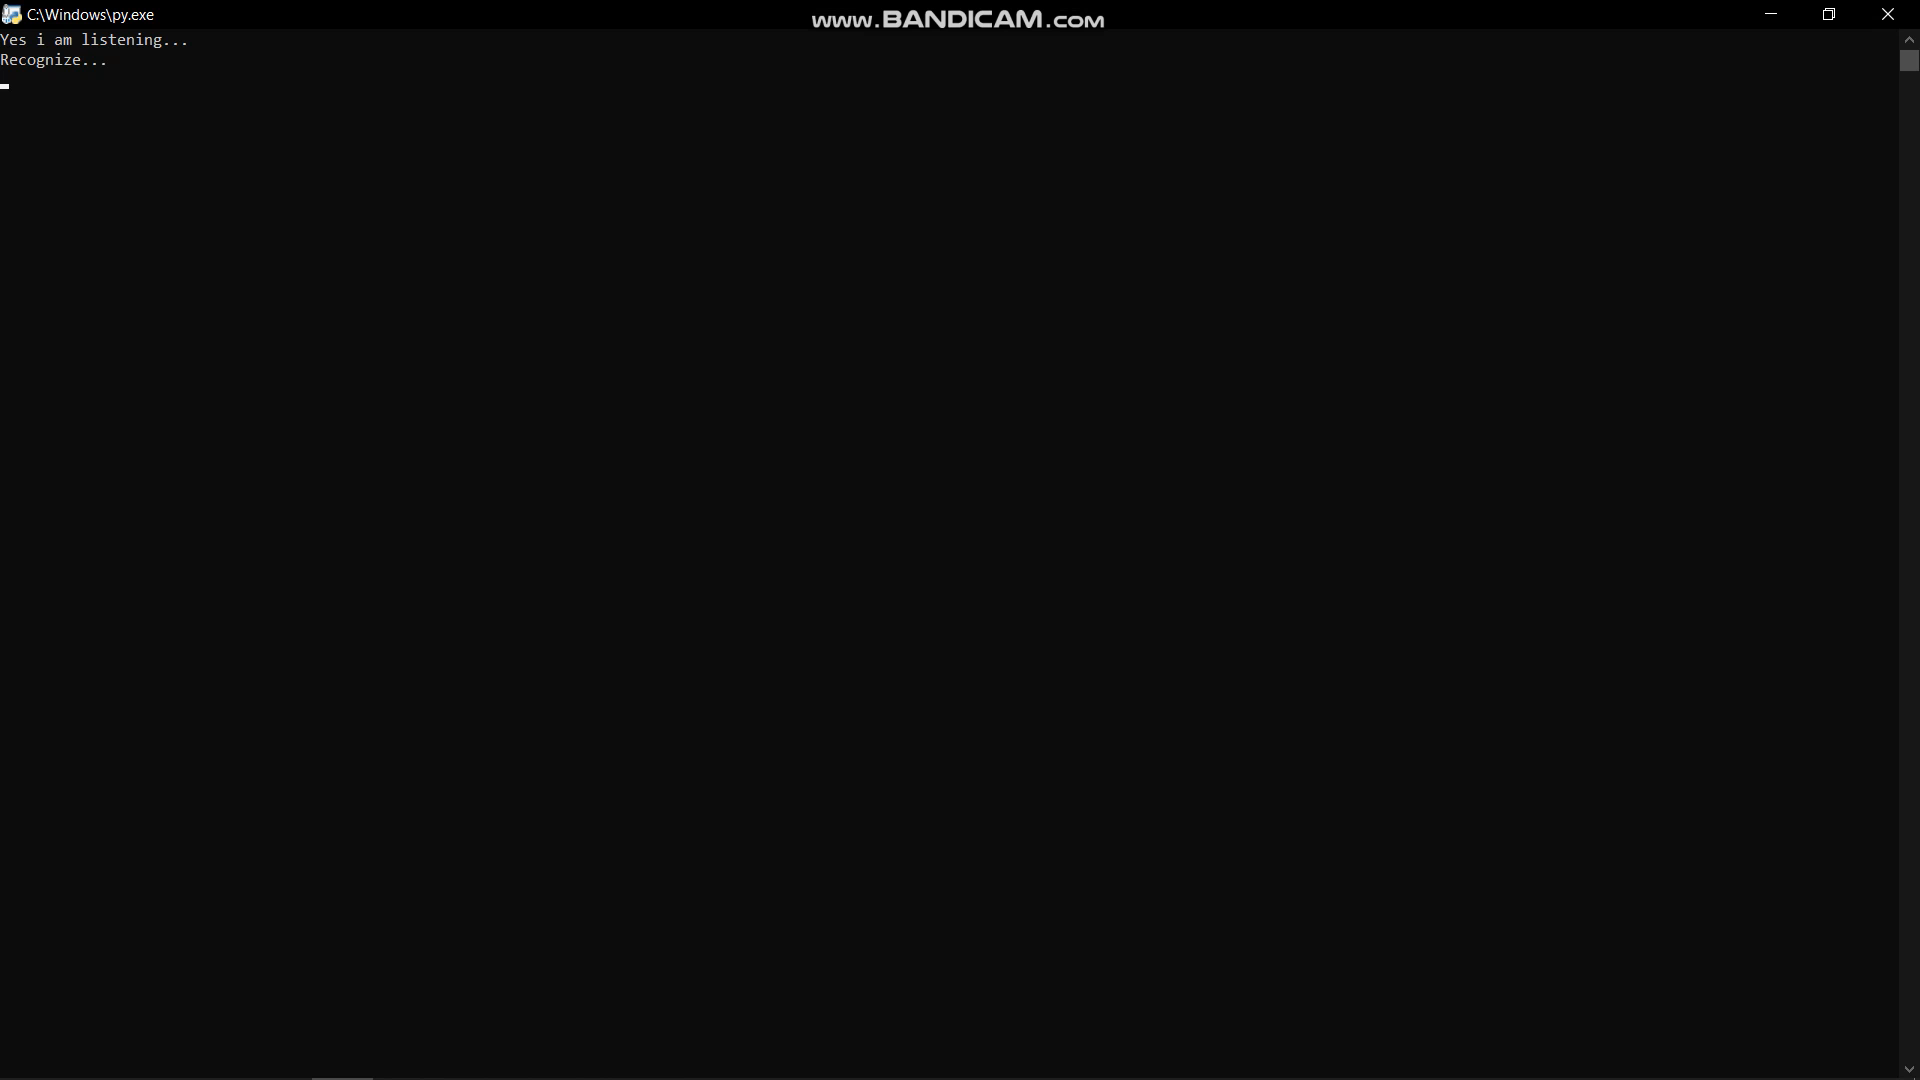 C:\Windows\py.exe
www.BANDICAM.com
Yes i am listening...
Recognize...